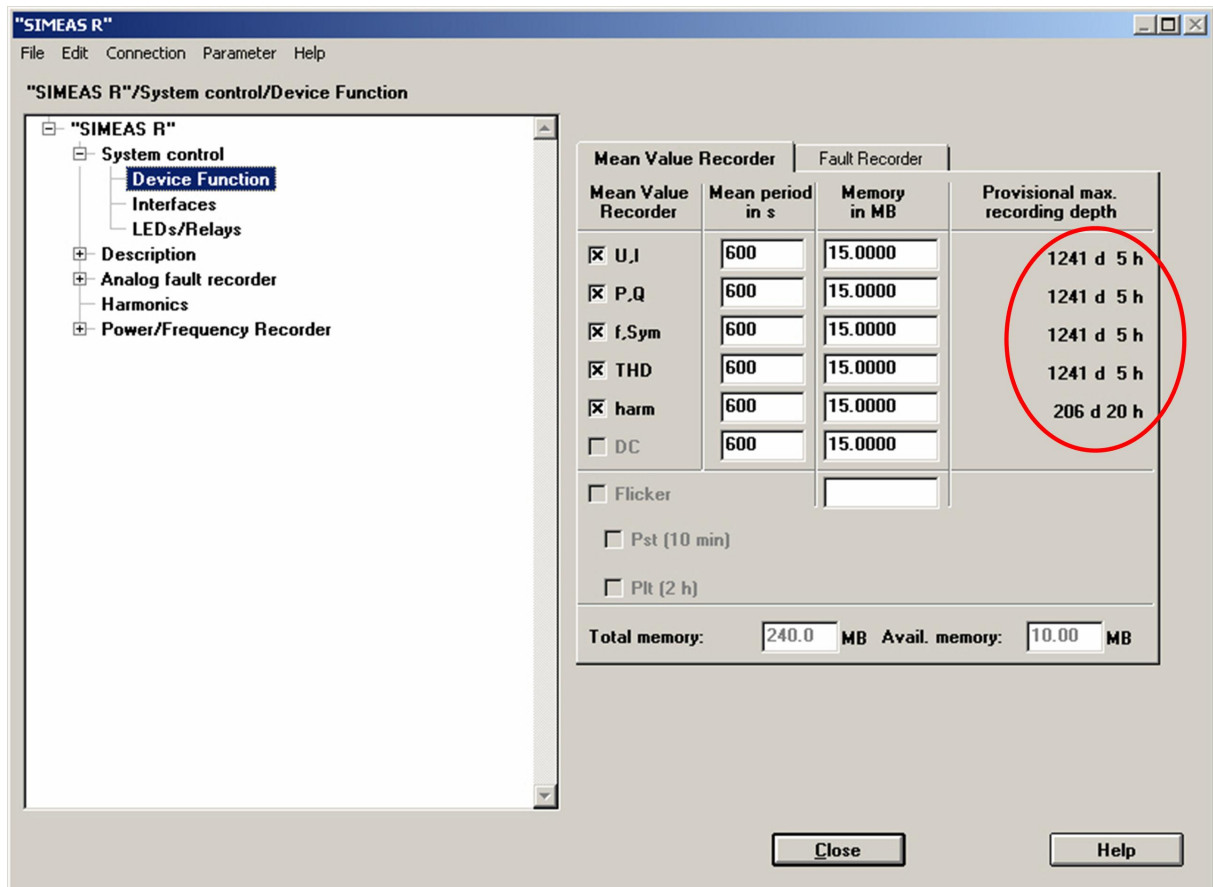 "SIMEAS R"
File Edit Connection Parameter Help
"SIMEAS R"/System control/Device Function
"SIMEAS R"
System control
Device Function
Interfaces
LEDs/Relays
Description
Analog fault recorder
Harmonics
Power/Frequency Recorder
Mean Value Recorder Fault Recorder
Mean Value Recorder Mean period in s Memory in MB Provisional max. recording depth
U,I 600 15.0000 1241 d 5 h
P,Q 600 15.0000 1241 d 5 h
f,Sym 600 15.0000 1241 d 5 h
THD 600 15.0000 1241 d 5 h
harm 600 15.0000 206 d 20 h
DC 600 15.0000
Flicker
Pst (10 min)
Plt (2 h)
Total memory: 240.0 MB Avail. memory: 10.00 MB
Close Help